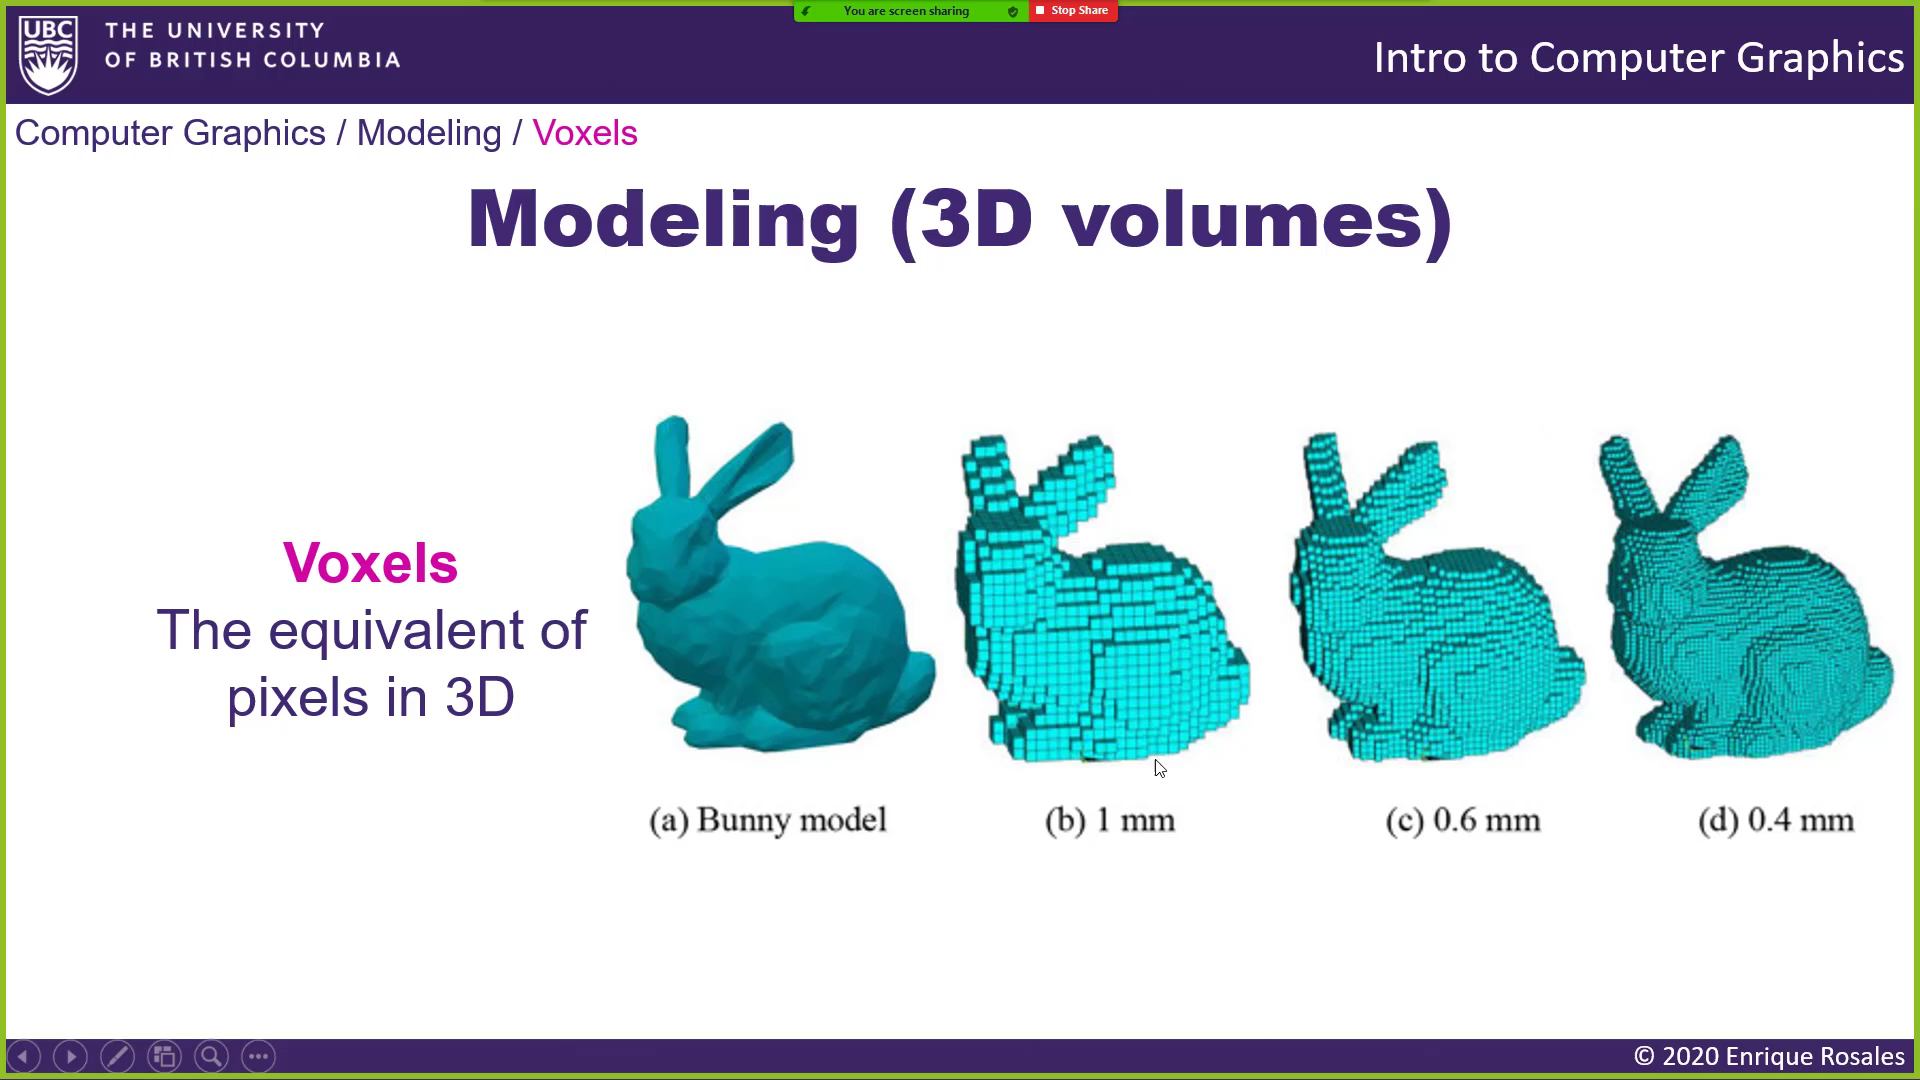 You are screen sharing
Stop Share
UBC
THE UNIVERSITY
OF BRITISH COLUMBIA
Intro to Computer Graphics
Computer Graphics / Modeling / Voxels
Modeling (3D volumes)
Voxels
The equivalent of
pixels in 3D
(a) Bunny model
(b) 1 mm
(c) 0.6 mm
(d) 0.4 mm
© 2020 Enrique Rosales